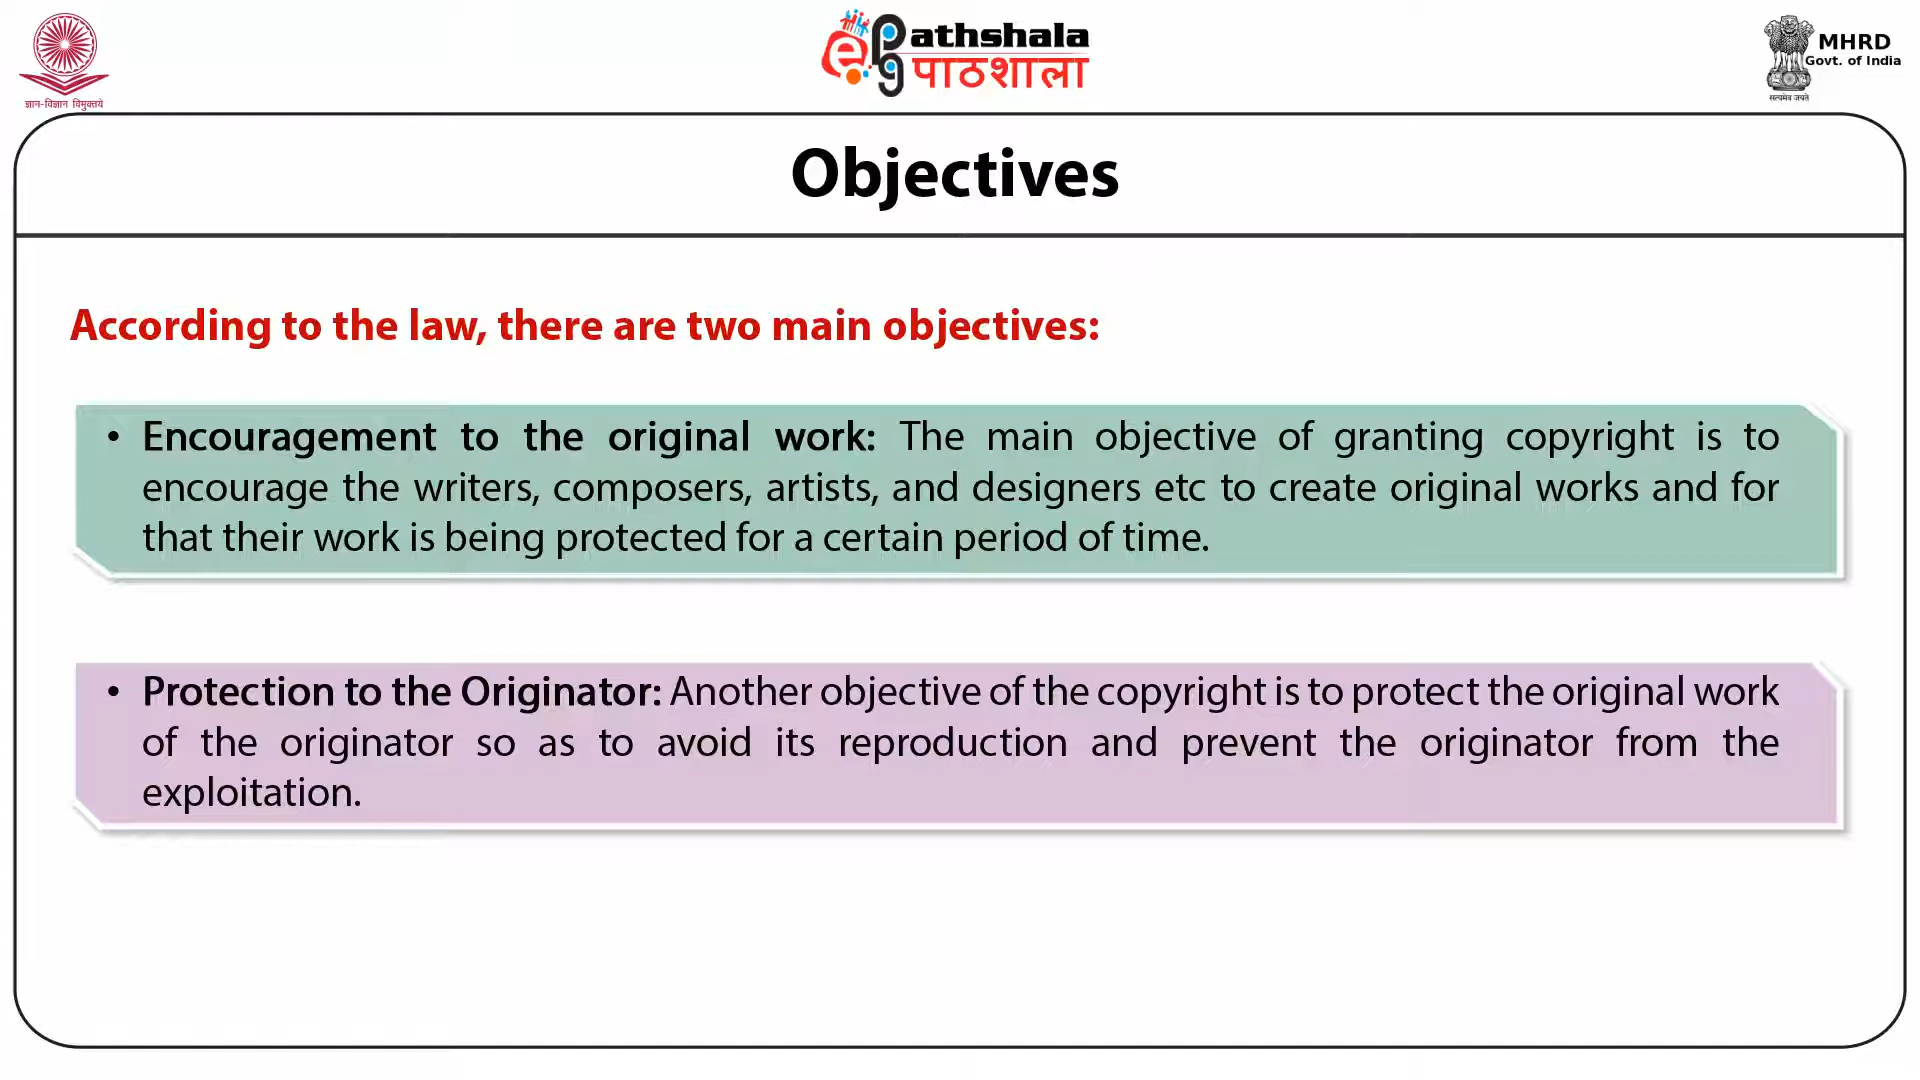 ज्ञान-विज्ञान विमुक्तये
ePathshala
पाठशाला
MHRD
Govt. of India
सत्यमेव जयते
Objectives
According to the law, there are two main objectives:
• Encouragement to the original work: The main objective of granting copyright is to
encourage the writers, composers, artists, and designers etc to create original works and for
that their work is being protected for a certain period of time.
• Protection to the Originator: Another objective of the copyright is to protect the original work
of the originator so as to avoid its reproduction and prevent the originator from the
exploitation.